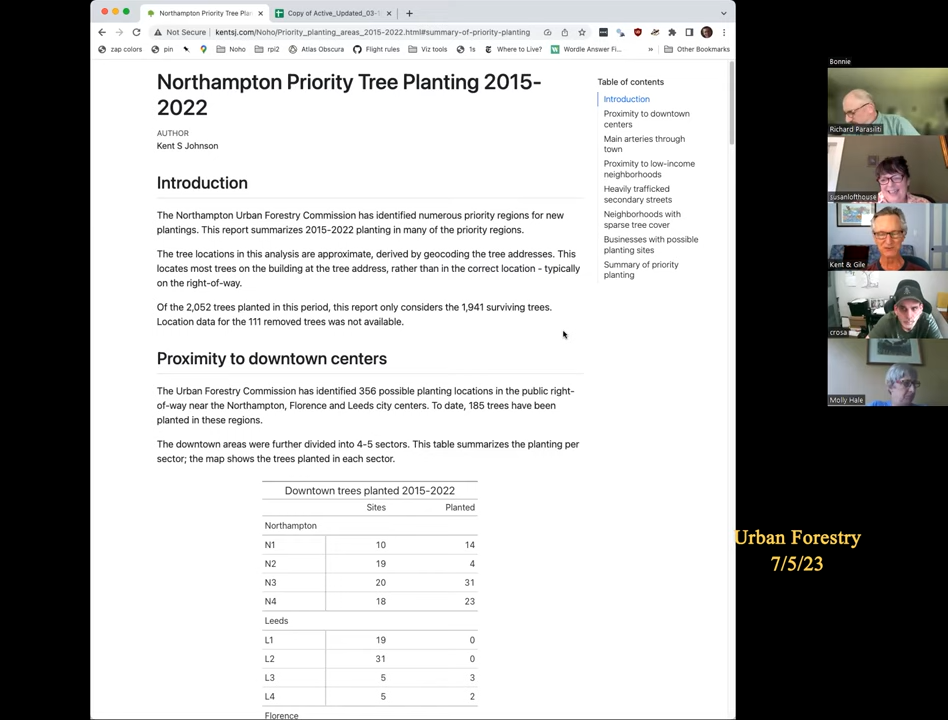 Northampton Priority Tree Plan
Copy of Active_Updated_03-1
Not Secure
kentsj.com/Noho/Priority_planting_areas_2015-2022.html#summary-of-priority-planting
zap colors
pin
Noho
rpi2
Atlas Obscura
Flight rules
Viz tools
1s
Where to Live?
Wordle Answer Fi...
Other Bookmarks
Northampton Priority Tree Planting 2015-
2022
AUTHOR
Kent S Johnson
Introduction
The Northampton Urban Forestry Commission has identified numerous priority regions for new
plantings. This report summarizes 2015-2022 planting in many of the priority regions.
The tree locations in this analysis are approximate, derived by geocoding the tree addresses. This
locates most trees on the building at the tree address, rather than in the correct location - typically
on the right-of-way.
Of the 2,052 trees planted in this period, this report only considers the 1,941 surviving trees.
Location data for the 111 removed trees was not available.
Proximity to downtown centers
The Urban Forestry Commission has identified 356 possible planting locations in the public right-
of-way near the Northampton, Florence and Leeds city centers. To date, 185 trees have been
planted in these regions.
The downtown areas were further divided into 4-5 sectors. This table summarizes the planting per
sector; the map shows the trees planted in each sector.
Downtown trees planted 2015-2022
Sites Planted
Northampton
N1 10 14
N2 19 4
N3 20 31
N4 18 23
Leeds
L1 19 0
L2 31 0
L3 5 3
L4 5 2
Florence
Table of contents
Introduction
Proximity to downtown
centers
Main arteries through
town
Proximity to low-income
neighborhoods
Heavily trafficked
secondary streets
Neighborhoods with
sparse tree cover
Businesses with possible
planting sites
Summary of priority
planting
Bonnie
Richard Parasiliti
susanlofthouse
Kent & Gile
crosa
Molly Hale
Urban Forestry
7/5/23